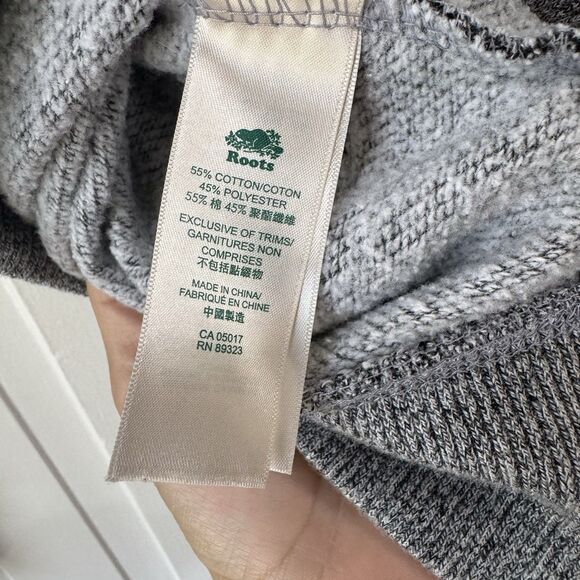 Roots
55% COTTON/COTON
45% POLYESTER
55% 棉 45% 聚酯纖維
EXCLUSIVE OF TRIMS/
GARNITURES NON
COMPRISES
不包括點綴物
MADE IN CHINA/
FABRIQUÉ EN CHINE
中國製造
CA 05017
RN 89323